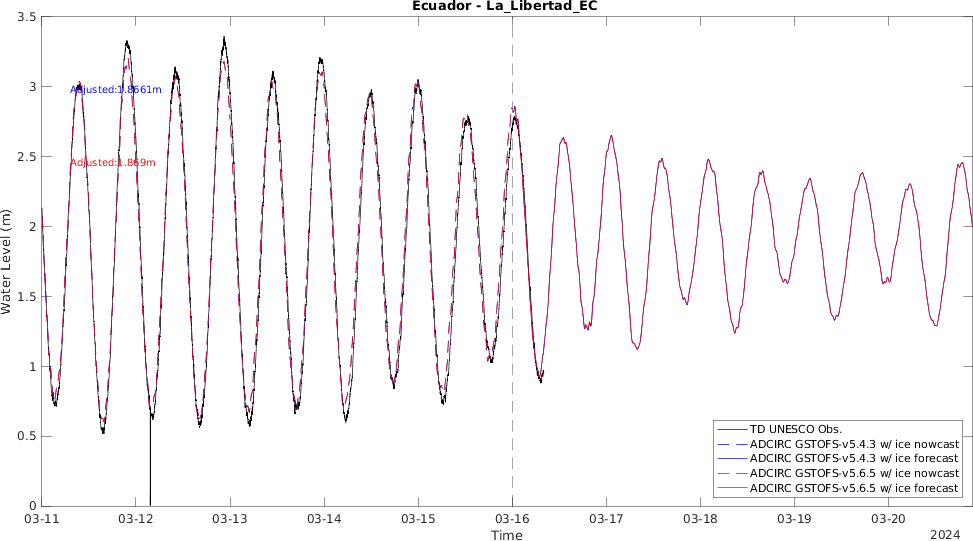 Ecuador - La_Libertad_EC
3.5
3
2.5
2
1.5
1
0.5
0
Water Level (m)
Adjusted:1.8661m
Adjusted:1.869m
TD UNESCO Obs.
ADCIRC GSTOFS-v5.4.3 w/ ice nowcast
ADCIRC GSTOFS-v5.4.3 w/ ice forecast
ADCIRC GSTOFS-v5.6.5 w/ ice nowcast
ADCIRC GSTOFS-v5.6.5 w/ ice forecast
03-11 03-12 03-13 03-14 03-15 03-16 03-17 03-18 03-19 03-20
Time
2024